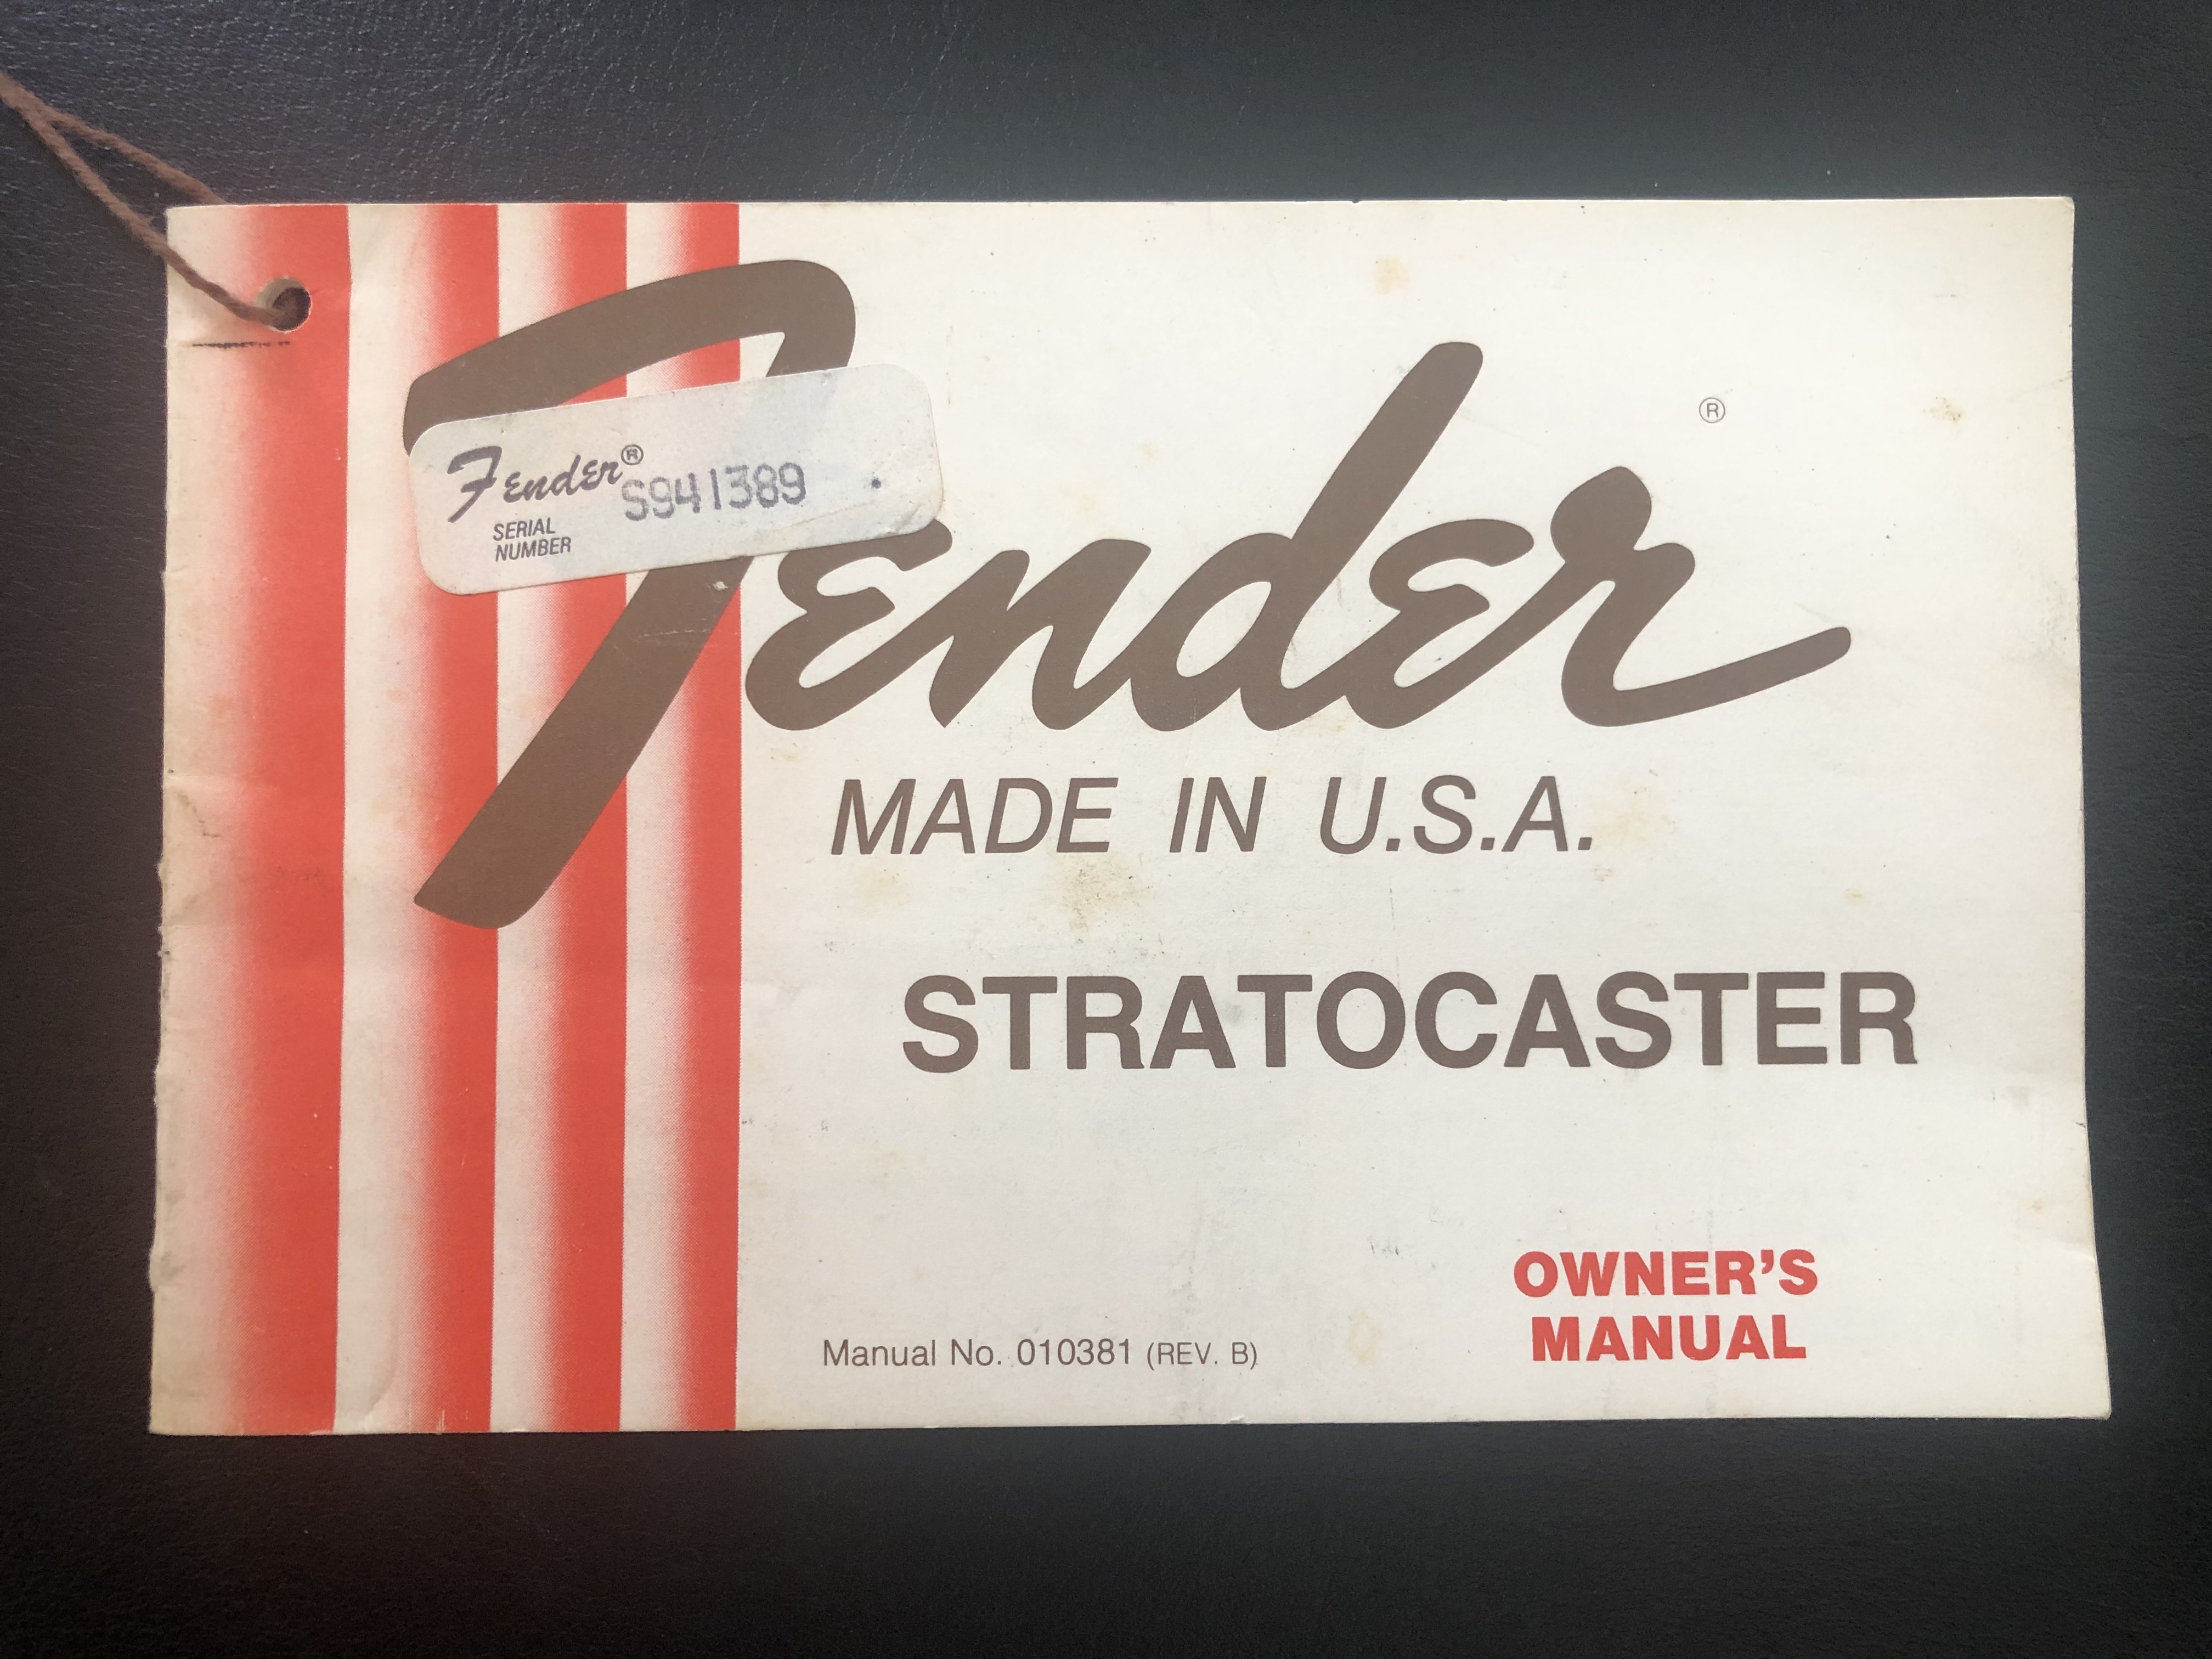 Fender®
SERIAL
NUMBER
S941389
Fender®
MADE IN U.S.A.
STRATOCASTER
OWNER'S
MANUAL
Manual No. 010381 (REV. B)